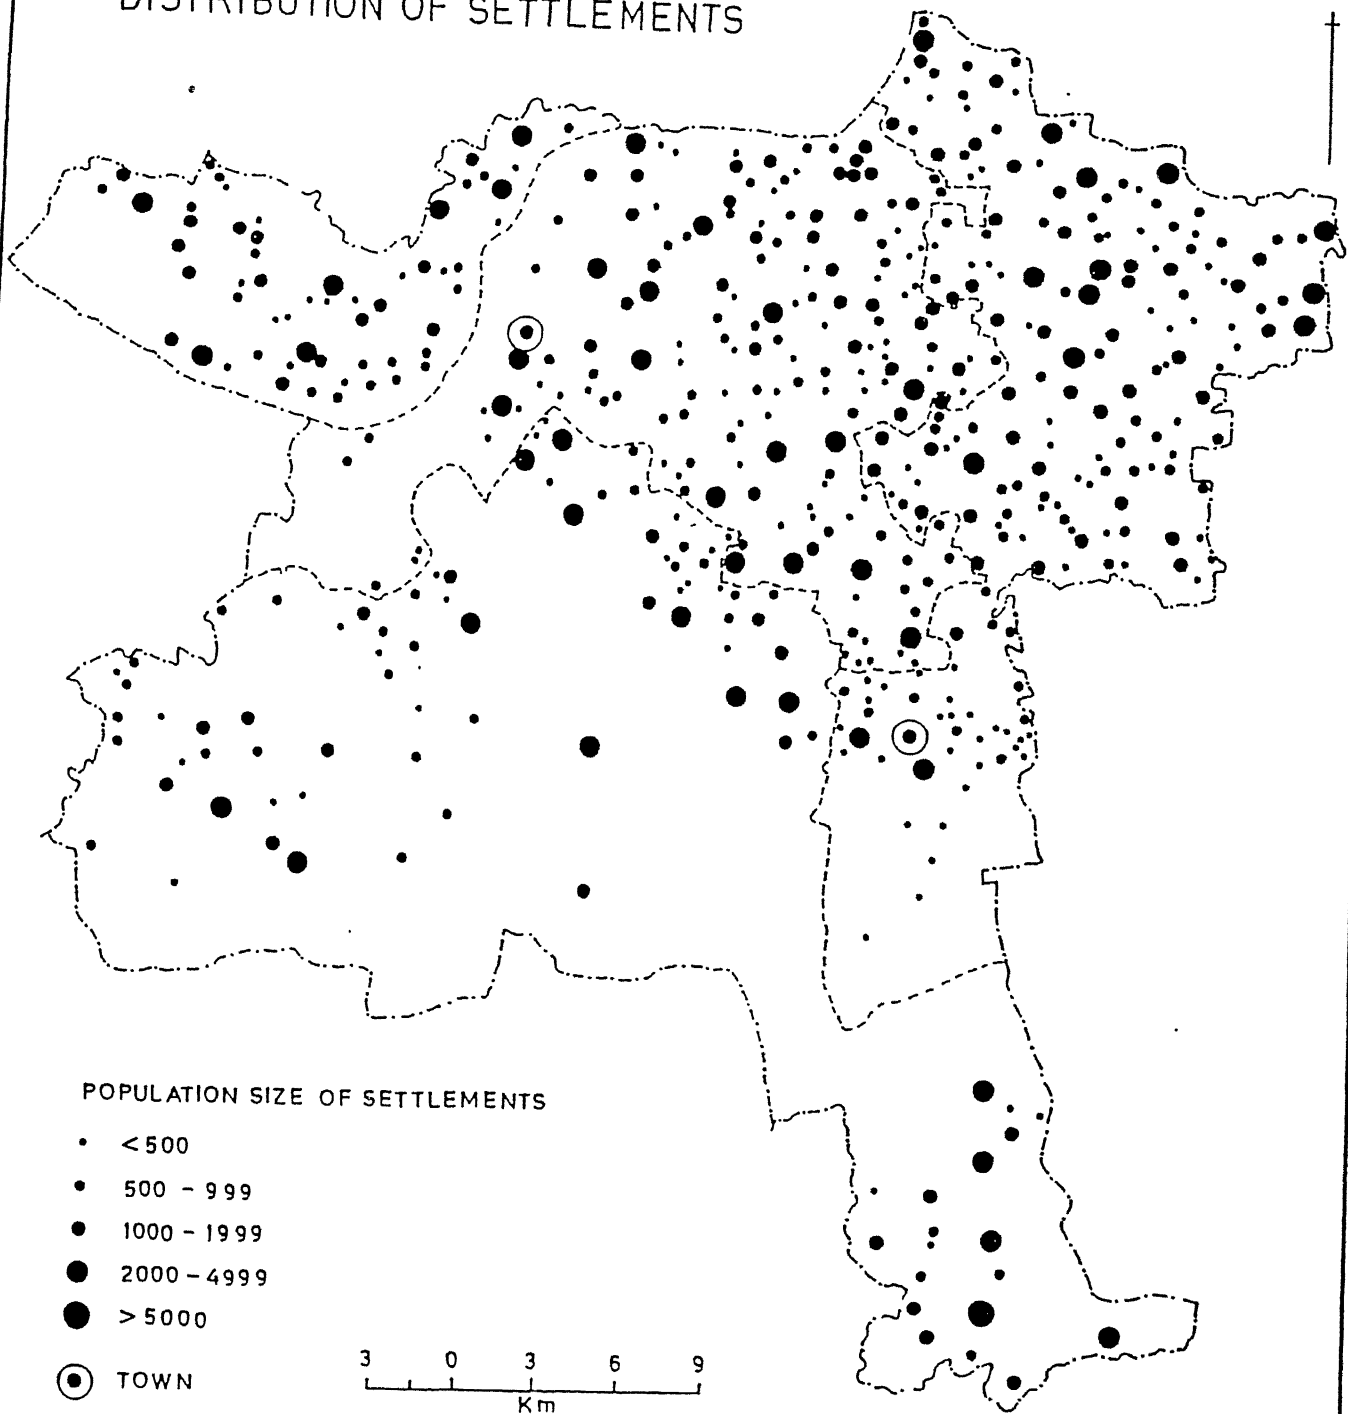 DISTRIBUTION OF SETTLEMENTS
POPULATION SIZE OF SETTLEMENTS
<500
500 - 999
1000 - 1999
2000 - 4999
>5000
TOWN
3 0 3 6 9
Km